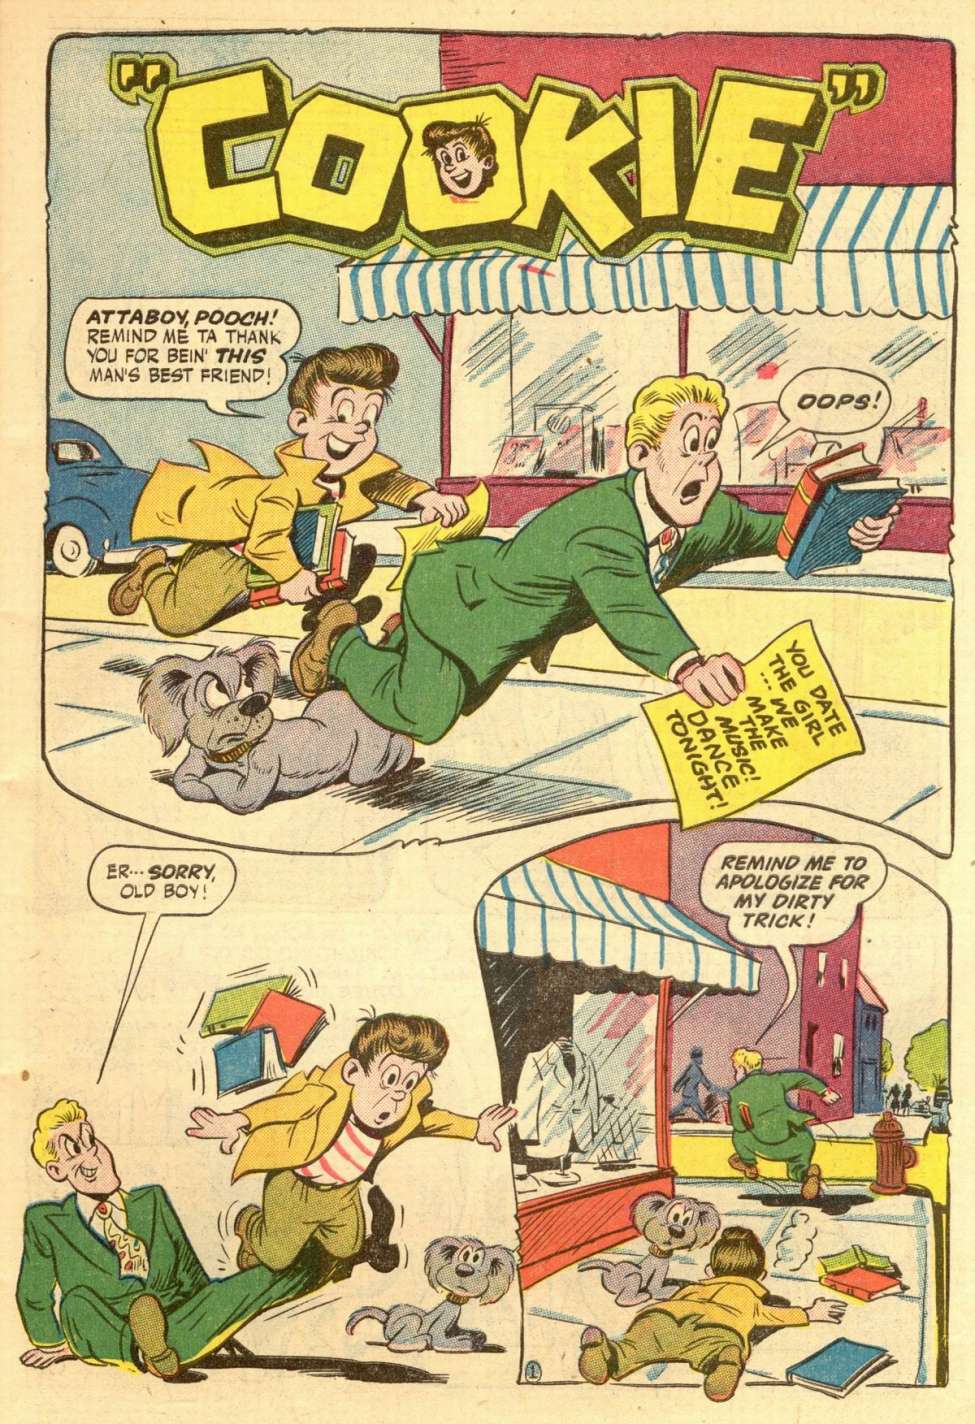 "COOKIE"
ATTABOY, POOCH!
REMIND ME TA THANK
YOU FOR BEIN' THIS
MAN'S BEST FRIEND!
OOPS!
YOU DATE
THE GIRL
... WE
MAKE
THE
MUSIC!
DANCE
TONIGHT!
ER... SORRY,
OLD BOY!
REMIND ME TO
APOLOGIZE FOR
MY DIRTY
TRICK!
1